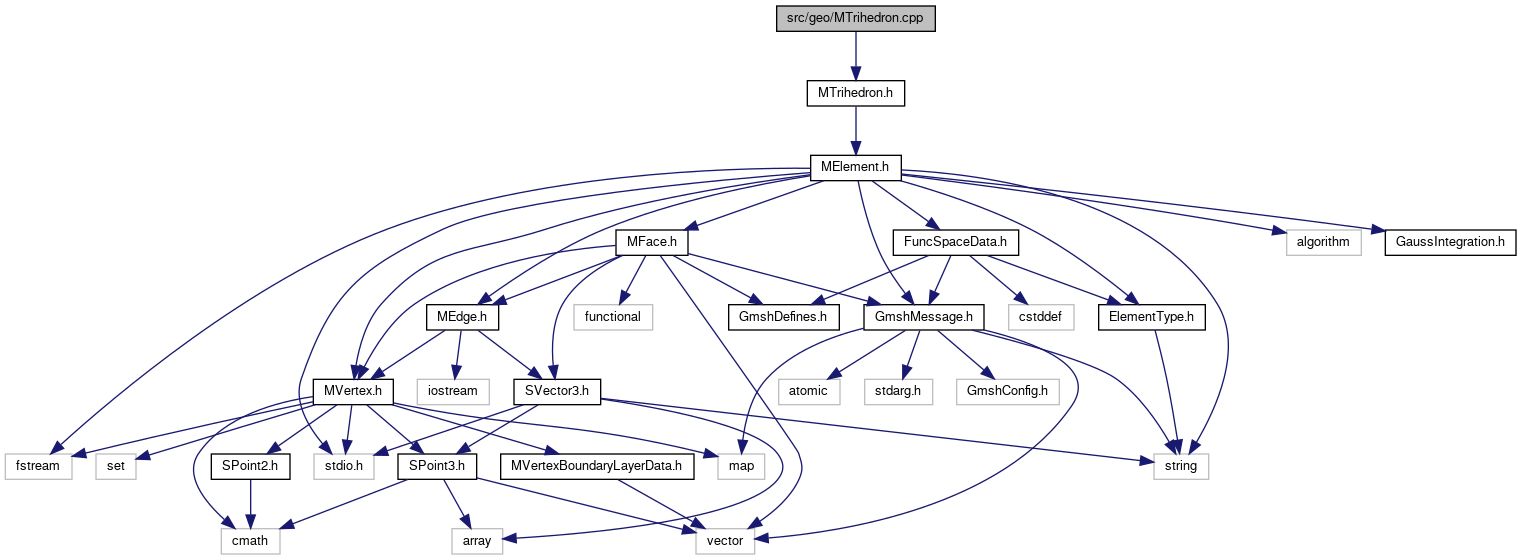 src/geo/MTrihedron.cpp
MTrihedron.h
MElement.h
MFace.h
FuncSpaceData.h
algorithm
GaussIntegration.h
MEdge.h
functional
GmshDefines.h
GmshMessage.h
cstddef
ElementType.h
MVertex.h
iostream
SVector3.h
atomic
stdarg.h
GmshConfig.h
fstream
set
SPoint2.h
stdio.h
SPoint3.h
MVertexBoundaryLayerData.h
map
string
cmath
array
vector